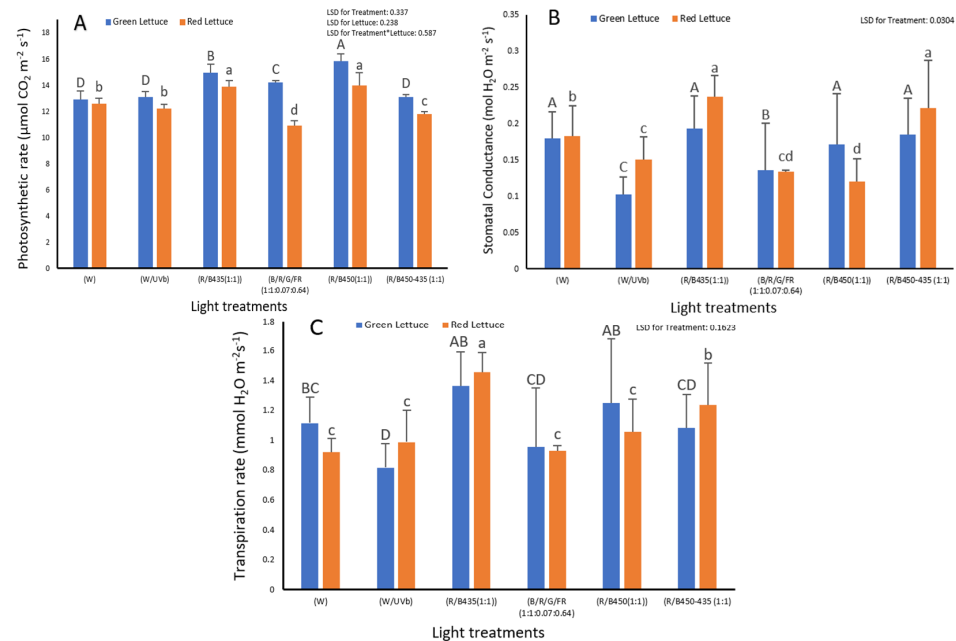 A
Green Lettuce Red Lettuce
LSD for Treatment: 0.337
LSD for Lettuce: 0.238
LSD for Treatment*Lettuce: 0.587
Photosynthetic rate (μmol CO₂ m⁻² s⁻¹)
18
16
14
12
10
8
6
4
2
0
D b D b B a C d A a D c
(W) (W/UVb) (R/B435(1:1)) (B/R/G/FR (R/B450(1:1)) (R/B450-435 (1:1)
(1:1:0.07:0.64)
Light treatments
B
Green Lettuce Red Lettuce
LSD for Treatment: 0.0304
Stomatal Conductance (mol H₂O m⁻² s⁻¹)
0.35
0.3
0.25
0.2
0.15
0.1
0.05
0
A b C c A a B cd A d A a
(W) (W/UVb) (R/B435(1:1)) (B/R/G/FR (R/B450(1:1)) (R/B450-435 (1:1)
(1:1:0.07:0.64)
Light treatments
C
Green Lettuce Red Lettuce
LSD for Treatment: 0.1623
Transpiration rate (mmol H₂O m⁻²s⁻¹)
1.8
1.6
1.4
1.2
1
0.8
0.6
0.4
0.2
0
BC c D c AB a CD c AB c CD b
(W) (W/UVb) (R/B435(1:1)) (B/R/G/FR (R/B450(1:1)) (R/B450-435 (1:1)
(1:1:0.07:0.64)
Light treatments